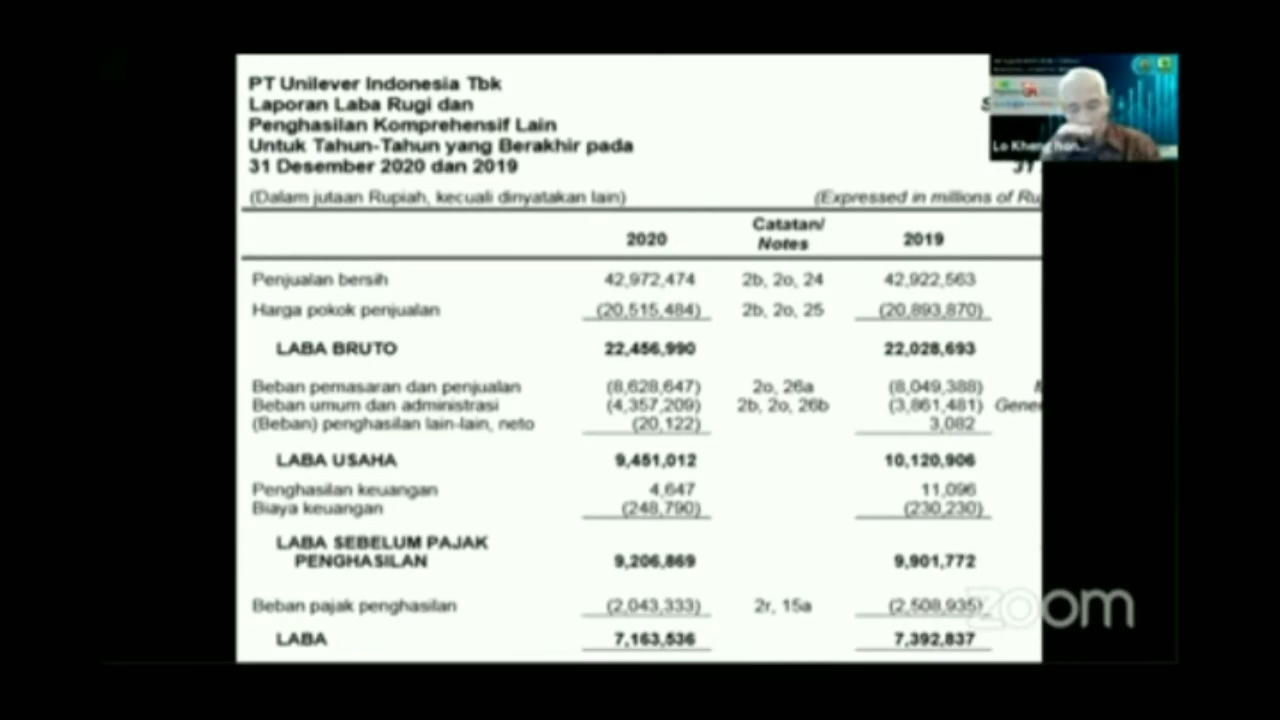 PT Unilever Indonesia Tbk
Laporan Laba Rugi dan
Penghasilan Komprehensif Lain
Untuk Tahun-Tahun yang Berakhir pada
31 Desember 2020 dan 2019
Lo Kheng
(Dalam jutaan Rupiah, kecuali dinyatakan lain) (Expressed in millions of Ru
2020 Catatan/ Notes 2019
Penjualan bersih 42,972,474 2b, 2o, 24 42,922,563
Harga pokok penjualan (20,515,484) 2b, 2o, 25 (20,893,870)
LABA BRUTO 22,456,990 22,028,693
Beban pemasaran dan penjualan (8,628,647) 2o, 26a (8,049,388)
Beban umum dan administrasi (4,357,209) 2b, 2o, 26b (3,861,481) Gene
(Beban) penghasilan lain-lain, neto (20,122) 3,082
LABA USAHA 9,451,012 10,120,906
Penghasilan keuangan 4,647 11,096
Biaya keuangan (248,790) (230,230)
LABA SEBELUM PAJAK
PENGHASILAN 9,206,869 9,901,772
Beban pajak penghasilan (2,043,333) 2r, 15a (2,508,935)
zoom
LABA 7,163,536 7,392,837